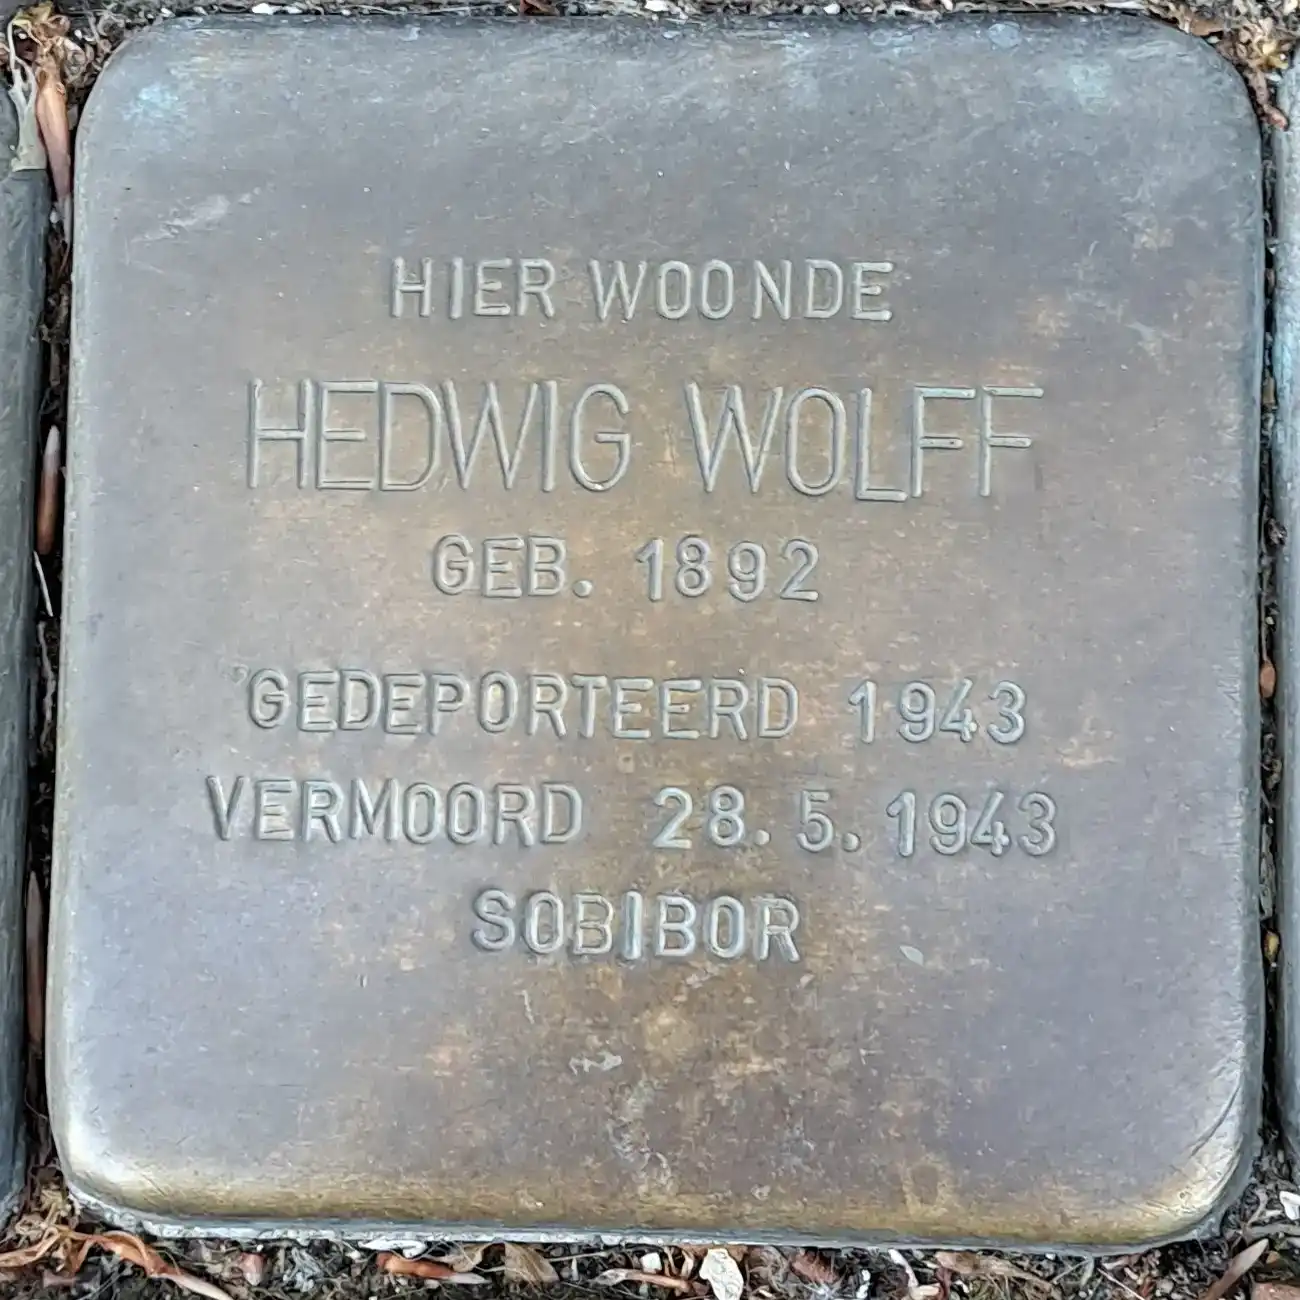 HIER WOONDE
HEDWIG WOLFF
GEB. 1892
GEDEPORTEERD 1943
VERMOORD 28.5.1943
SOBIBOR